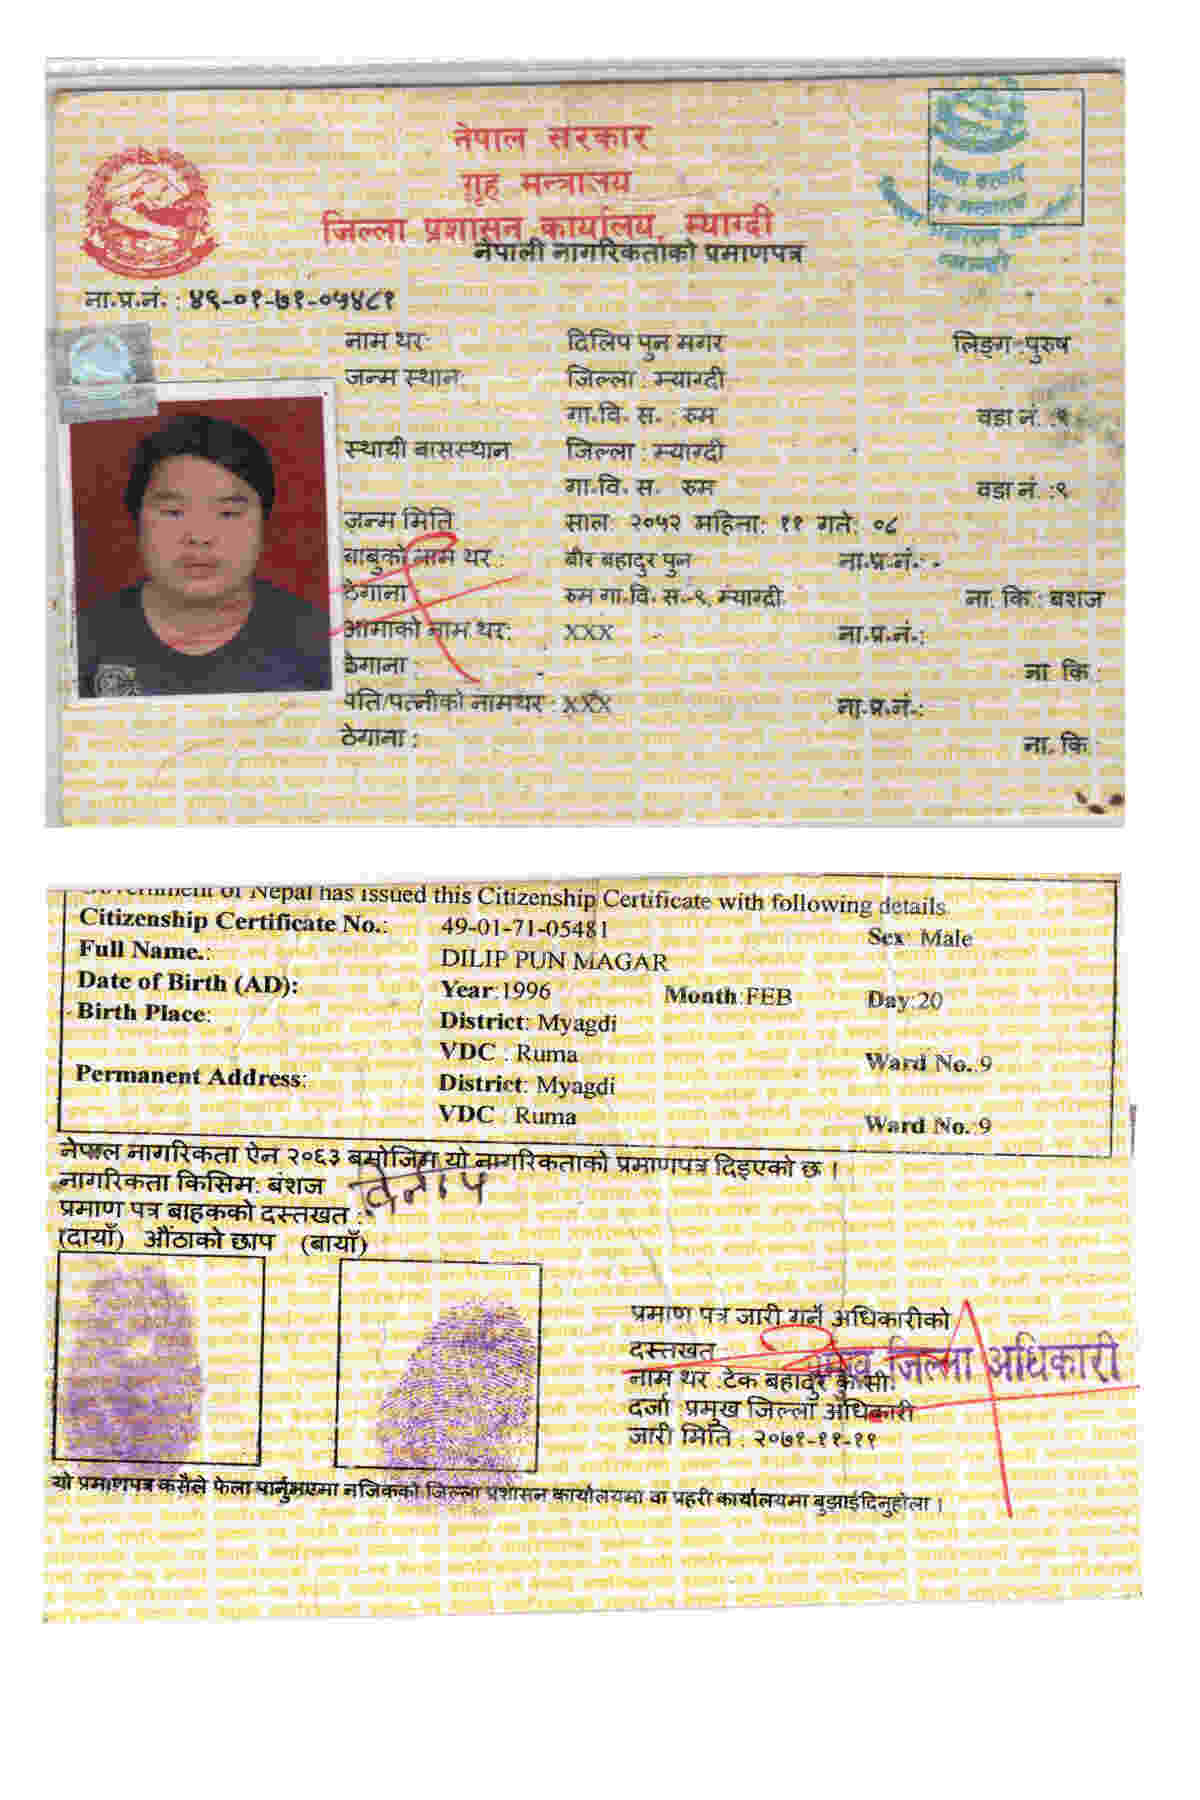 नेपाल सरकार
गृह मन्त्रालय
जिल्ला प्रशासन कार्यालय, म्याग्दी
नेपाली नागरिकताको प्रमाणपत्र
ना.प्र.नं. : ४९-०१-७१-०५४८१
नाम थर: दिलिप पुन मगर लिङ्ग :पुरुष
जन्म स्थान: जिल्ला : म्याग्दी
गा.वि. स. : रुम वडा नं. :९
स्थायी बासस्थान: जिल्ला : म्याग्दी
गा.वि. स. रुम वडा नं. :९
जन्म मिति: साल: २०५२ महिना: ११ गते: ०८
बाबुको नाम थर : बीर बहादुर पुन ना.प्र.नं.: -
ठेगाना रुम गा.वि. स.-९, म्याग्दी ना. कि : बशज
आमाको नाम थर: XXX ना.प्र.नं.:
ठेगाना : ना. कि :
पति/पत्नीको नामथर : XXX ना.प्र.नं.:
ठेगाना : ना. कि :
Government of Nepal has issued this Citizenship Certificate with following details.
Citizenship Certificate No.: 49-01-71-05481 Sex: Male
Full Name.: DILIP PUN MAGAR
Date of Birth (AD): Year:1996 Month:FEB Day:20
Birth Place: District: Myagdi
VDC : Ruma Ward No.:9
Permanent Address: District: Myagdi
VDC : Ruma Ward No.:9
नेपाल नागरिकता ऐन २०६३ बमोजिम यो नागरिकताको प्रमाणपत्र दिइएको छ ।
नागरिकता किसिम: बंशज
प्रमाण पत्र बाहकको दस्तखत :
(दायाँ) औंठाको छाप (बायाँ)
प्रमाण पत्र जारी गर्ने अधिकारीको
दस्तखत
प्रमुख जिल्ला अधिकारी
नाम थर :टेक बहादुर के.सी.
दर्जा :प्रमुख जिल्ला अधिकारी
जारी मिति : २०७१-११-११
यो प्रमाणपत्र कसैले फेला पार्नुभएमा नजिकको जिल्ला प्रशासन कार्यालयमा वा प्रहरी कार्यालयमा बुझाईदिनुहोला ।